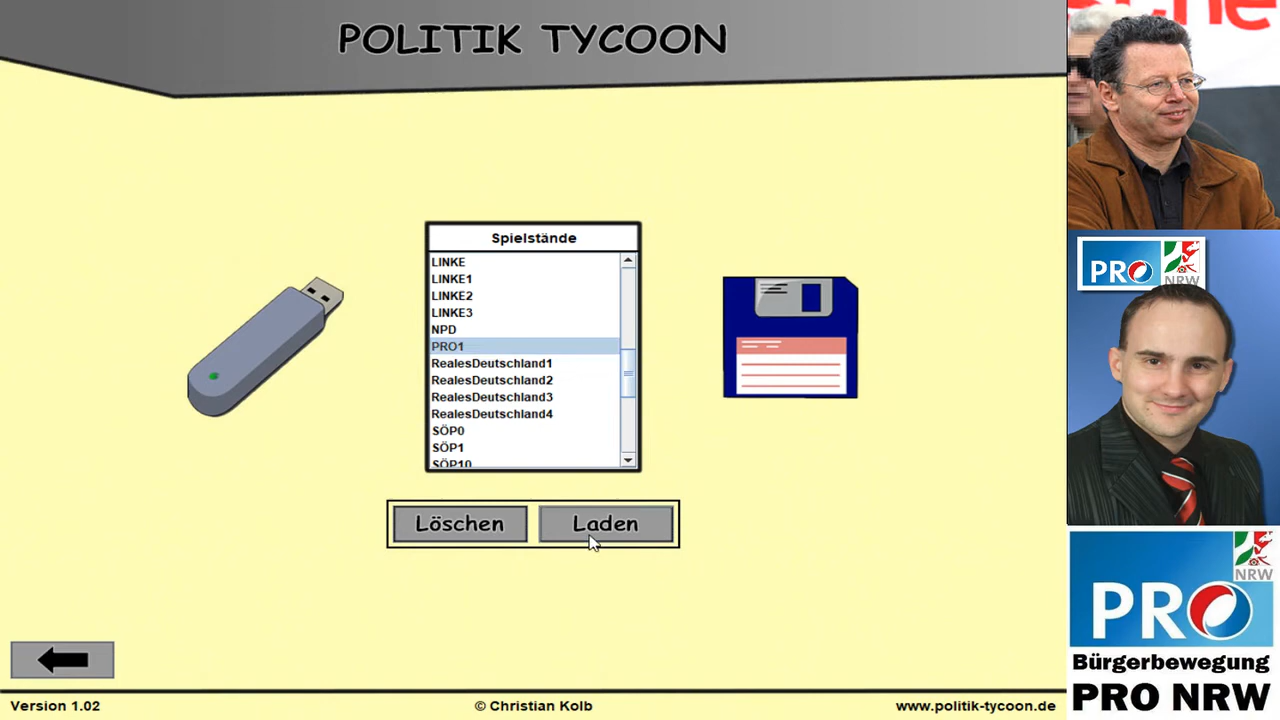 POLITIK TYCOON
Spielstände
LINKE
LINKE1
LINKE2
LINKE3
NPD
PRO1
RealesDeutschland1
RealesDeutschland2
RealesDeutschland3
RealesDeutschland4
SÖP0
SÖP1
SÖP10
Löschen
Laden
Version 1.02
© Christian Kolb
www.politik-tycoon.de
PRO
NRW
NRW
PRO
Bürgerbewegung
PRO NRW